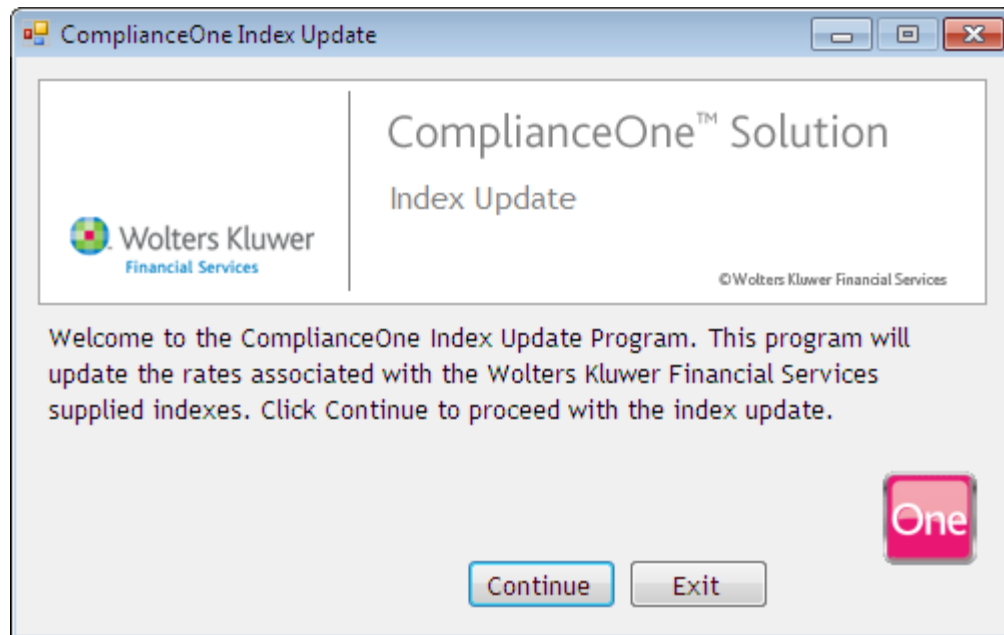 ComplianceOne Index Update
ComplianceOne™ Solution
Index Update
Wolters Kluwer
Financial Services
©Wolters Kluwer Financial Services
Welcome to the ComplianceOne Index Update Program. This program will
update the rates associated with the Wolters Kluwer Financial Services
supplied indexes. Click Continue to proceed with the index update.
One
Continue
Exit